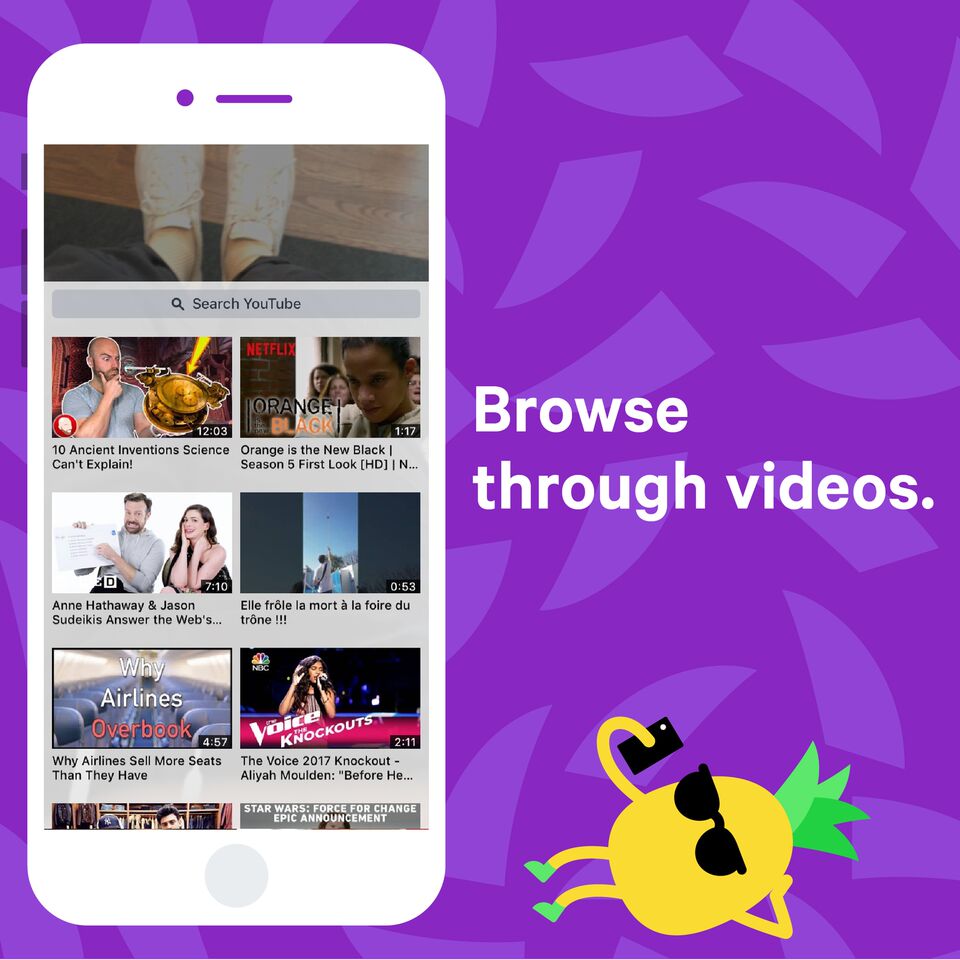 Search YouTube
NETFLIX
ORANGE
BLACK
12:03
1:17
10 Ancient Inventions Science
Can't Explain!
Orange is the New Black |
Season 5 First Look [HD] | N...
D
7:10
0:53
Anne Hathaway & Jason
Sudeikis Answer the Web's...
Elle frôle la mort à la foire du
trône !!!
Why
Airlines
Overbook
4:57
NBC
the
Voice
THE
KNOCKOUTS
2:11
Why Airlines Sell More Seats
Than They Have
The Voice 2017 Knockout -
Aliyah Moulden: "Before He...
STAR WARS: FORCE FOR CHANGE
EPIC ANNOUNCEMENT
Browse
through videos.